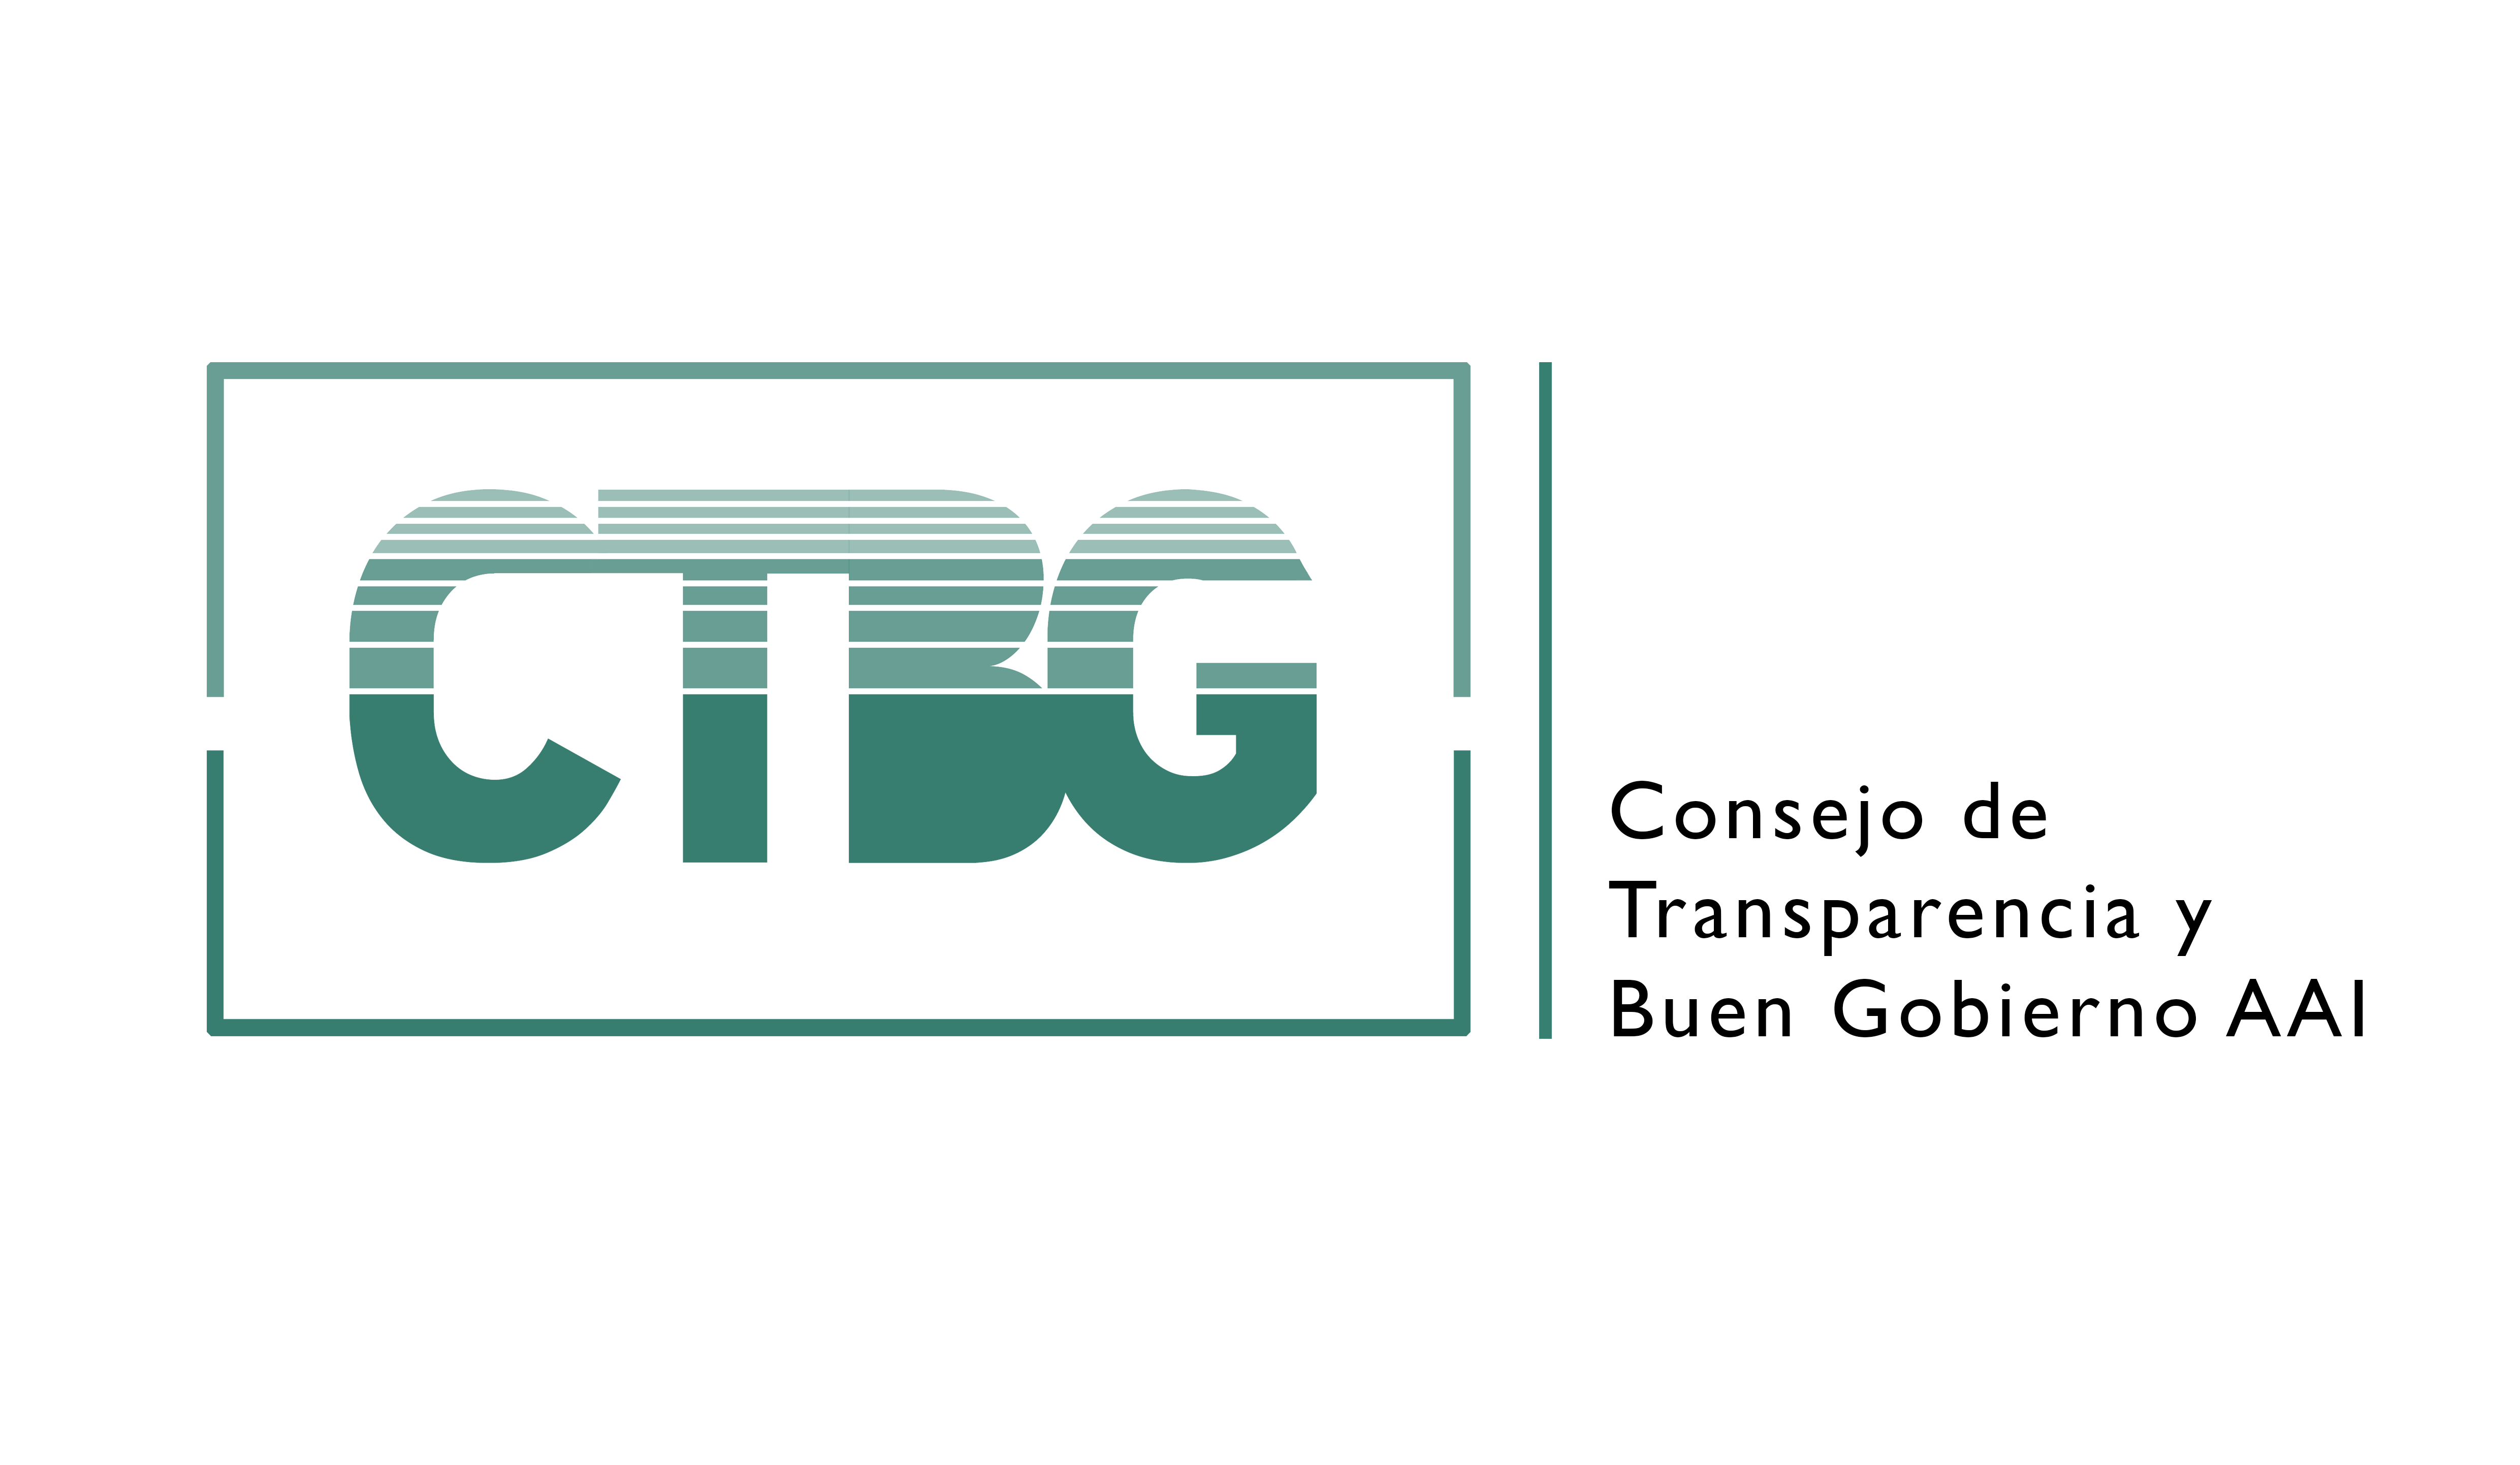 CTBG
Consejo de
Transparencia y
Buen Gobierno AAI